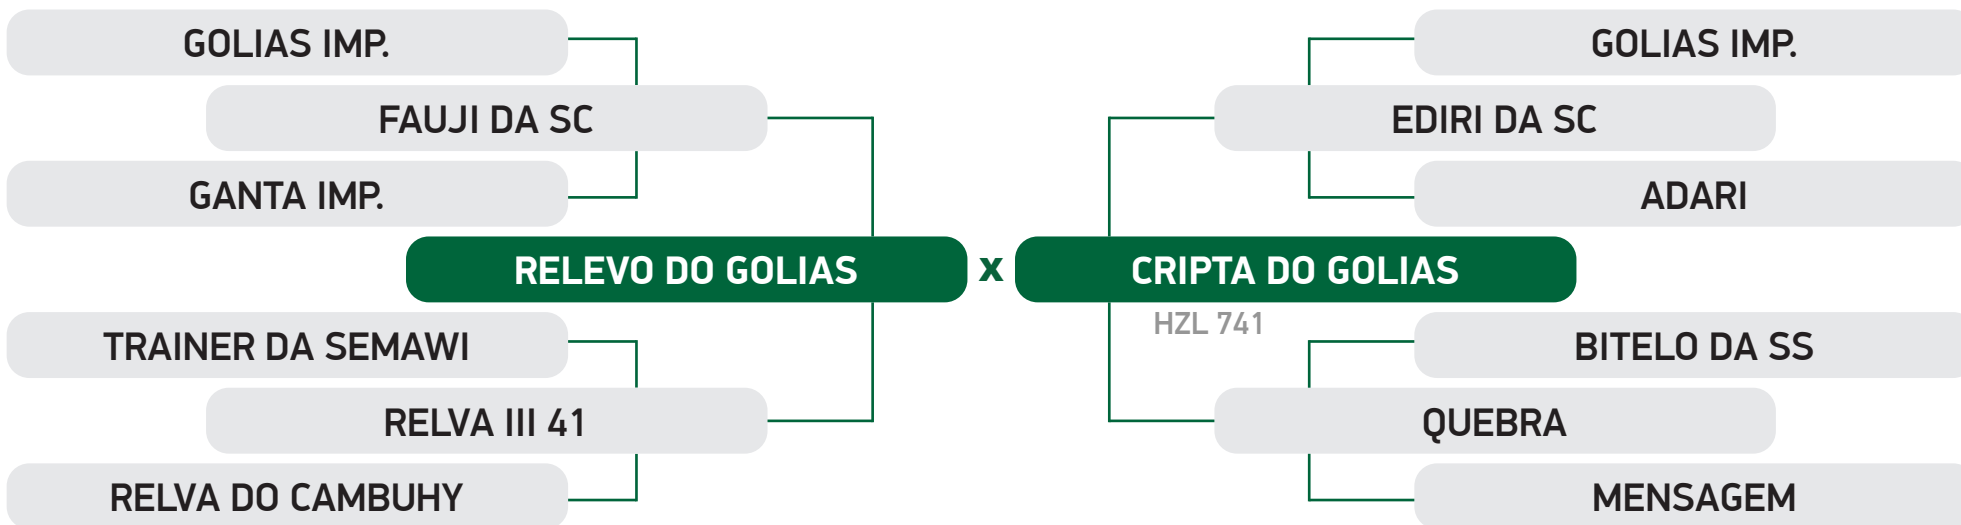 GOLIAS IMP.
GOLIAS IMP.
FAUJI DA SC
EDIRI DA SC
GANTA IMP.
ADARI
RELEVO DO GOLIAS
x
CRIPTA DO GOLIAS
HZL 741
TRAINER DA SEMAWI
BITELO DA SS
RELVA III 41
QUEBRA
RELVA DO CAMBUHY
MENSAGEM